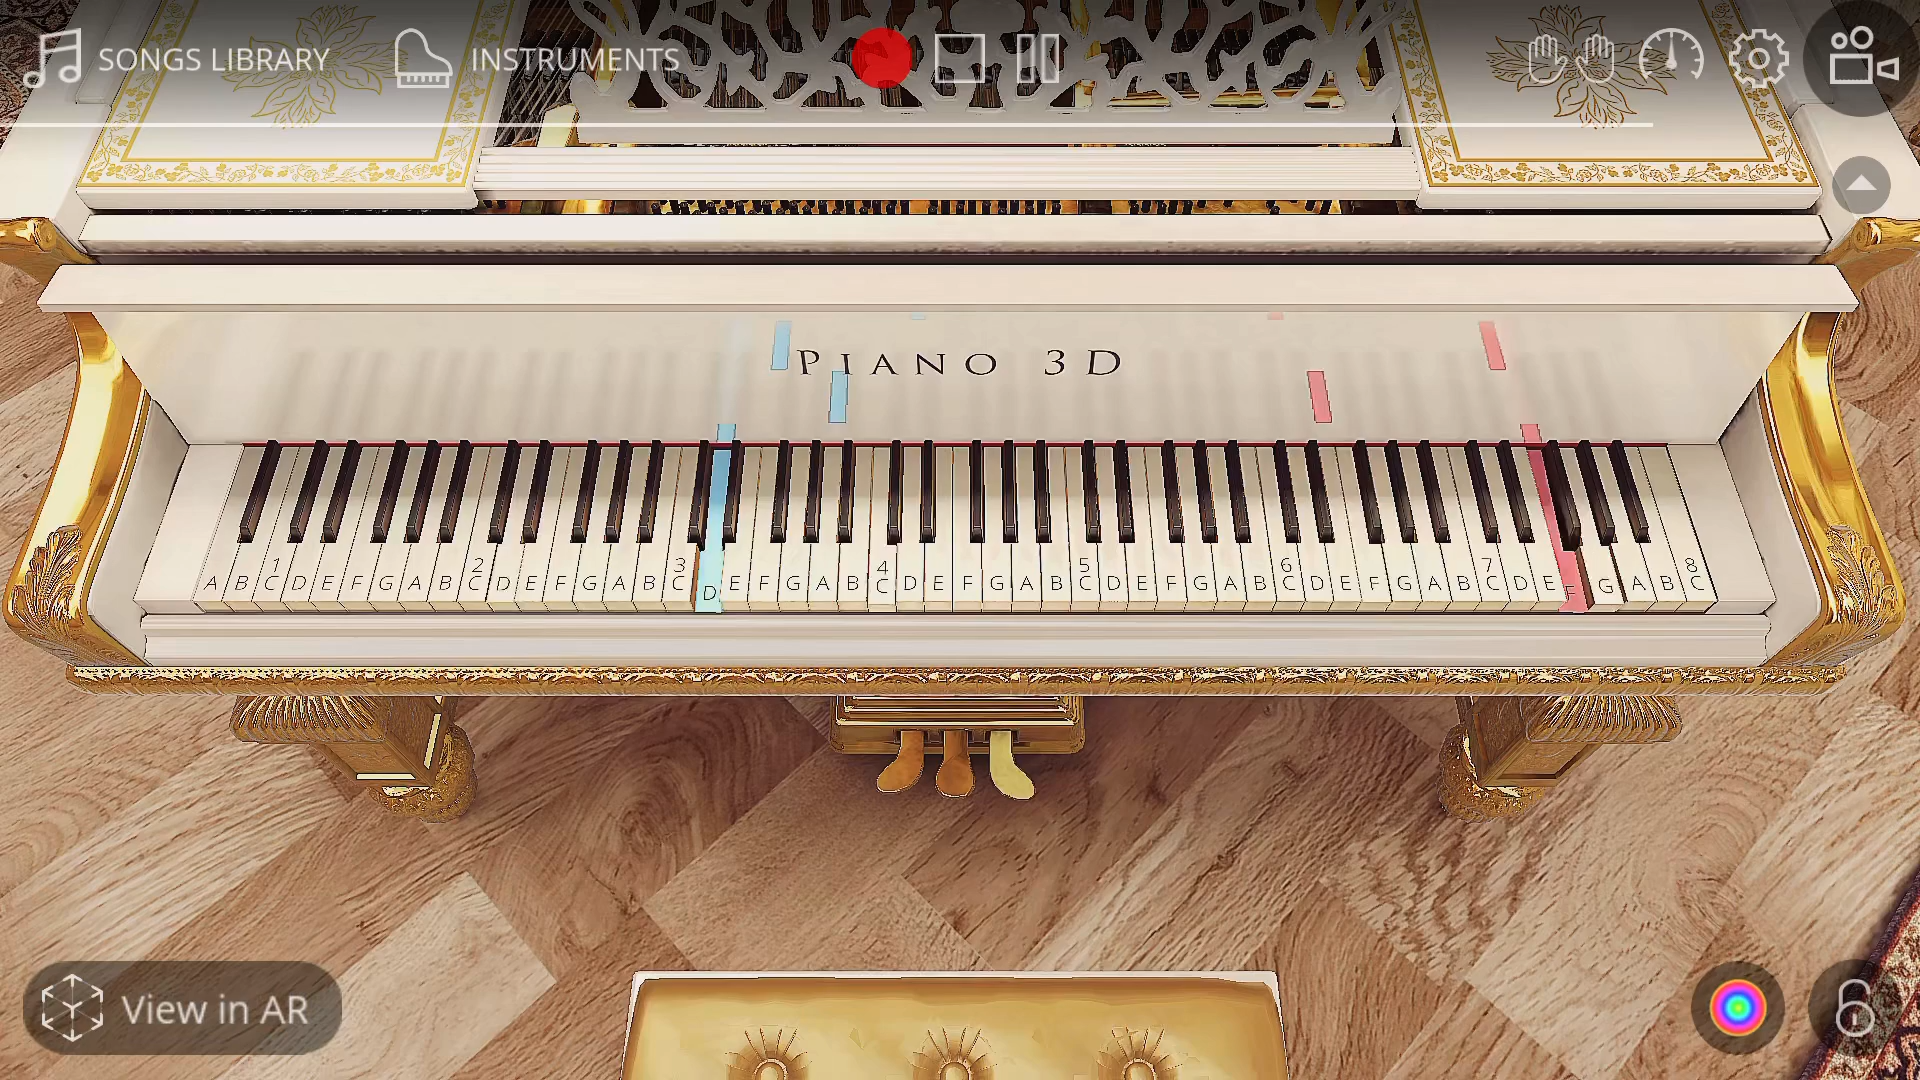 SONGS LIBRARY INSTRUMENTS
PIANO 3D
1 2 3 4 5 6 7 8
A B C D E F G A B C D E F G A B C D E F G A B C D E F G A B C D E F G A B C D E F G A B C D E F G A B C
View in AR